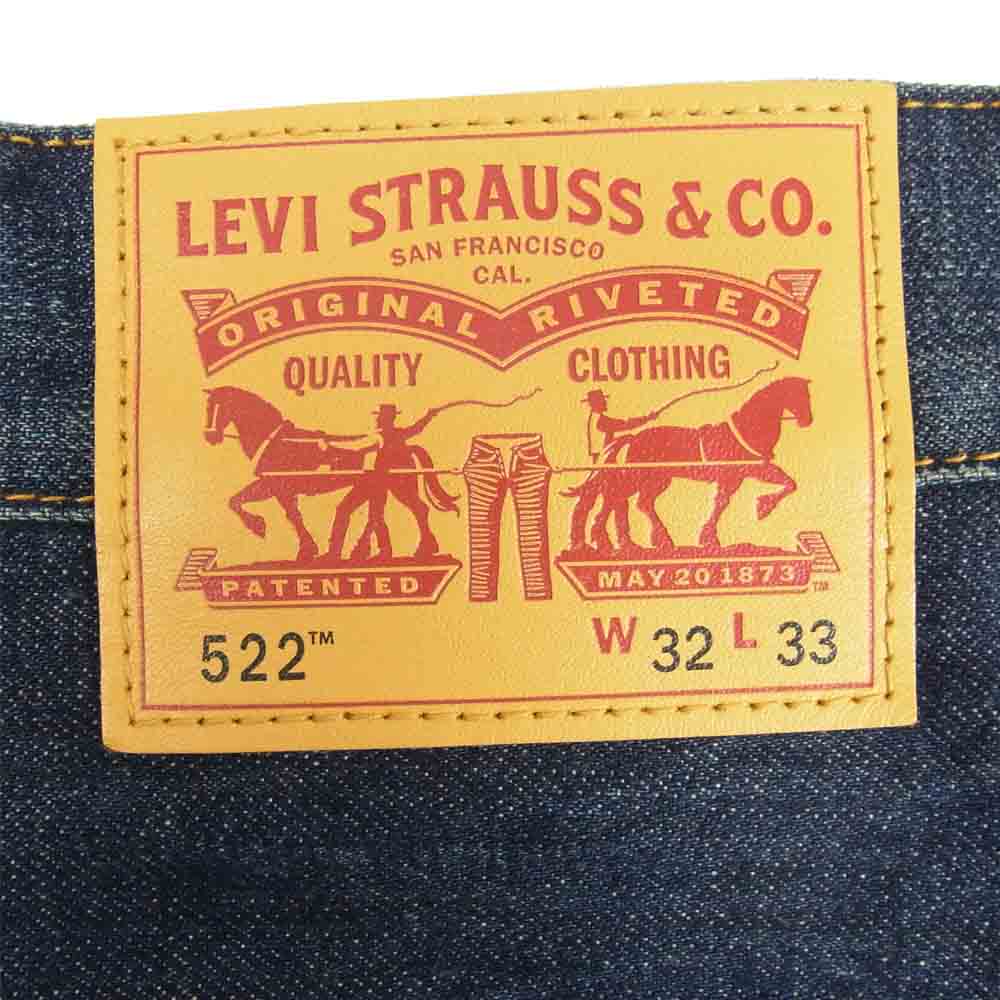 LEVI STRAUSS & CO.
SAN FRANCISCO
CAL.
ORIGINAL RIVETED
QUALITY CLOTHING
PATENTED MAY 20 1873 ™
522™ W 32 L 33